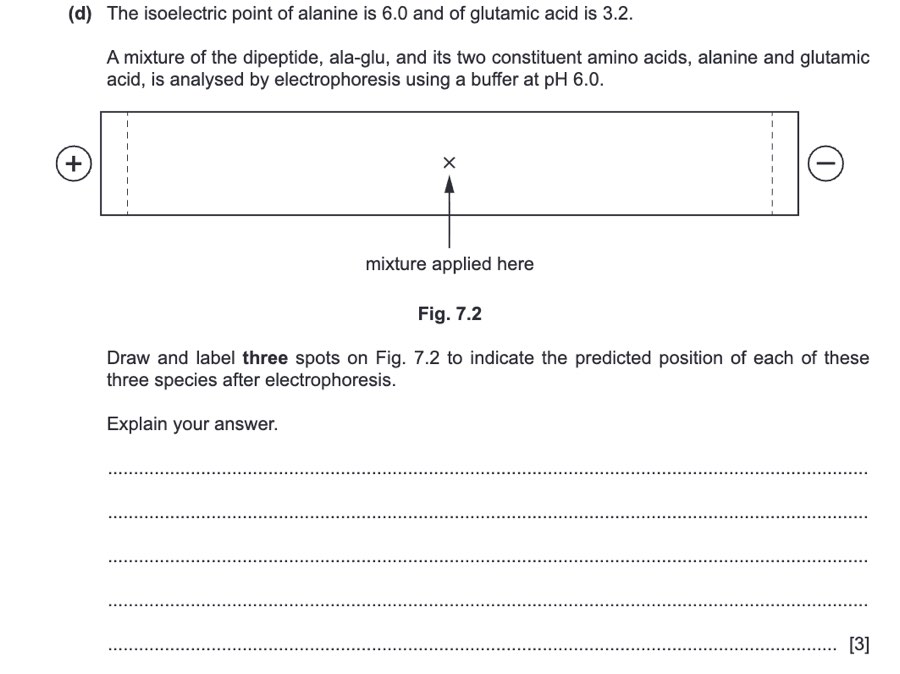 (d) The isoelectric point of alanine is 6.0 and of glutamic acid is 3.2.
A mixture of the dipeptide, ala-glu, and its two constituent amino acids, alanine and glutamic
acid, is analysed by electrophoresis using a buffer at pH 6.0.
+
×
−
mixture applied here
Fig. 7.2
Draw and label three spots on Fig. 7.2 to indicate the predicted position of each of these
three species after electrophoresis.
Explain your answer.
[3]